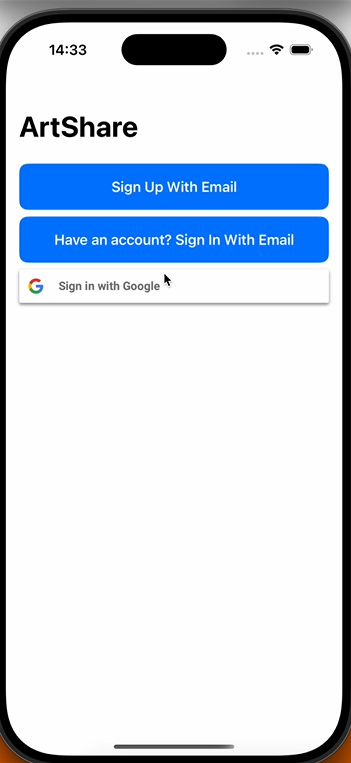 14:33
ArtShare
Sign Up With Email
Have an account? Sign In With Email
Sign in with Google